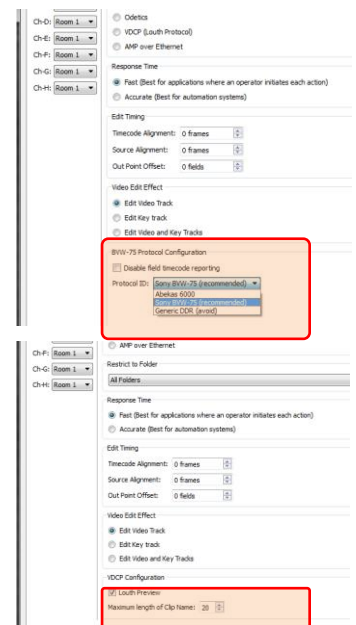 Ch-D: Room 1
Odetics
VDCP (Louth Protocol)
Ch-E: Room 1
AMP over Ethernet
Ch-F: Room 1
Response Time
Ch-G: Room 1
Fast (Best for applications where an operator initiates each action)
Ch-H: Room 1
Accurate (Best for automation systems)
Edit Timing
Timecode Alignment: 0 frames
Source Alignment: 0 frames
Out Point Offset: 0 fields
Video Edit Effect
Edit Video Track
Edit Key track
Edit Video and Key Tracks
BVW-75 Protocol Configuration
Disable field timecode reporting
Protocol ID: Sony BVW-75 (recommended)
Abekas 6000
Sony BVW-75 (recommended)
Generic DDR (avoid)
AMP over Ethernet
Ch-F: Room 1
Ch-G: Room 1
Restrict to Folder
Ch-H: Room 1
All Folders
Response Time
Fast (Best for applications where an operator initiates each action)
Accurate (Best for automation systems)
Edit Timing
Timecode Alignment: 0 frames
Source Alignment: 0 frames
Out Point Offset: 0 fields
Video Edit Effect
Edit Video Track
Edit Key track
Edit Video and Key Tracks
VDCP Configuration
Louth Preview
Maximum length of Clip Name: 20